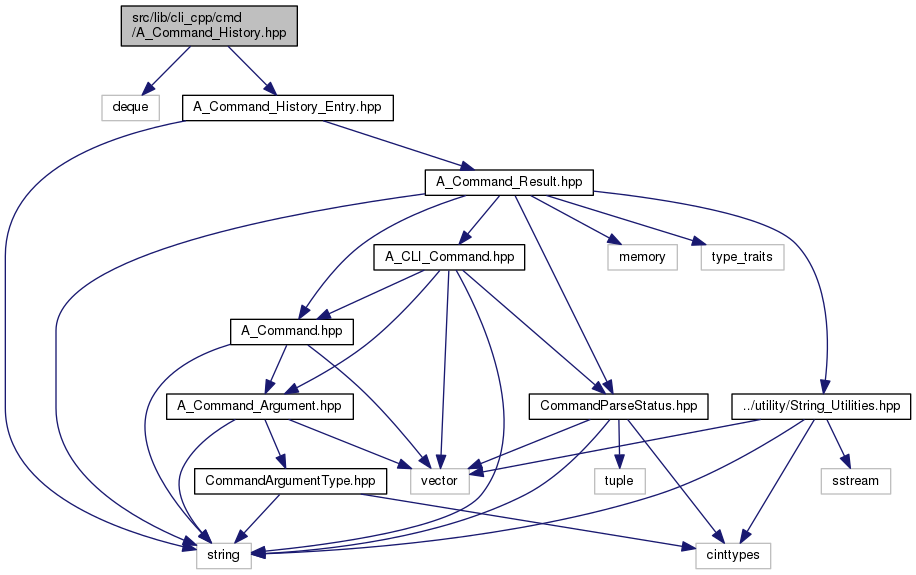 src/lib/cli_cpp/cmd
/A_Command_History.hpp
deque
A_Command_History_Entry.hpp
A_Command_Result.hpp
A_CLI_Command.hpp
memory
type_traits
A_Command.hpp
A_Command_Argument.hpp
CommandParseStatus.hpp
../utility/String_Utilities.hpp
CommandArgumentType.hpp
vector
tuple
sstream
string
cinttypes